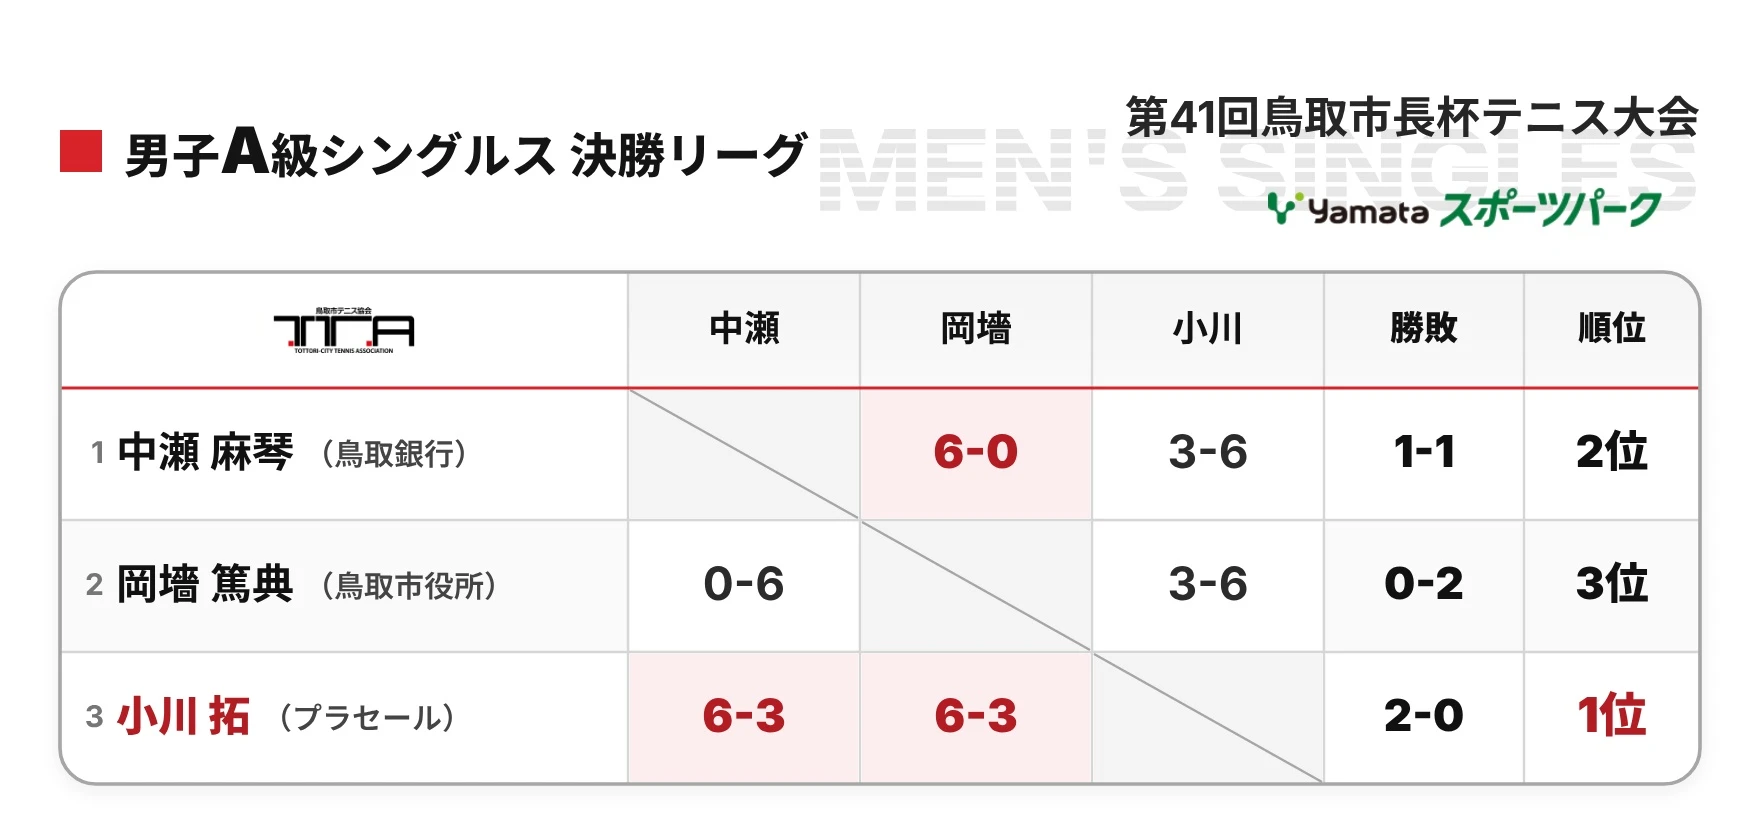 第41回鳥取市長杯テニス大会
男子A級シングルス 決勝リーグ
MEN'S SINGLES
Yamata スポーツパーク
鳥取市テニス協会
TTA
TOTTORI-CITY TENNIS ASSOCIATION
中瀬 岡墻 小川 勝敗 順位
1 中瀬 麻琴 （鳥取銀行） 6-0 3-6 1-1 2位
2 岡墻 篤典 （鳥取市役所） 0-6 3-6 0-2 3位
3 小川 拓 （プラセール） 6-3 6-3 2-0 1位